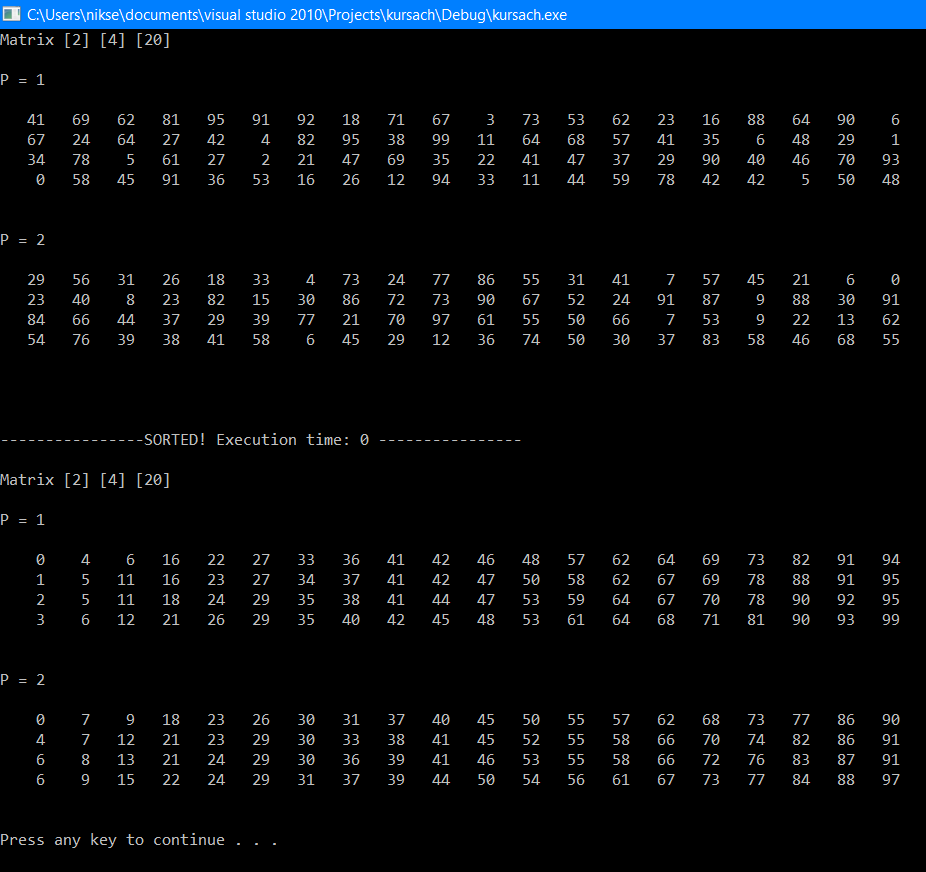 C:\Users\nikse\documents\visual studio 2010\Projects\kursach\Debug\kursach.exe
Matrix [2] [4] [20]
P = 1
41 69 62 81 95 91 92 18 71 67 3 73 53 62 23 16 88 64 90 6
67 24 64 27 42 4 82 95 38 99 11 64 68 57 41 35 6 48 29 1
34 78 5 61 27 2 21 47 69 35 22 41 47 37 29 90 40 46 70 93
0 58 45 91 36 53 16 26 12 94 33 11 44 59 78 42 42 5 50 48
P = 2
29 56 31 26 18 33 4 73 24 77 86 55 31 41 7 57 45 21 6 0
23 40 8 23 82 15 30 86 72 73 90 67 52 24 91 87 9 88 30 91
84 66 44 37 29 39 77 21 70 97 61 55 50 66 7 53 9 22 13 62
54 76 39 38 41 58 6 45 29 12 36 74 50 30 37 83 58 46 68 55
----------------SORTED! Execution time: 0 ----------------
Matrix [2] [4] [20]
P = 1
0 4 6 16 22 27 33 36 41 42 46 48 57 62 64 69 73 82 91 94
1 5 11 16 23 27 34 37 41 42 47 50 58 62 67 69 78 88 91 95
2 5 11 18 24 29 35 38 41 44 47 53 59 64 67 70 78 90 92 95
3 6 12 21 26 29 35 40 42 45 48 53 61 64 68 71 81 90 93 99
P = 2
0 7 9 18 23 26 30 31 37 40 45 50 55 57 62 68 73 77 86 90
4 7 12 21 23 29 30 33 38 41 45 52 55 58 66 70 74 82 86 91
6 8 13 21 24 29 30 36 39 41 46 53 55 58 66 72 76 83 87 91
6 9 15 22 24 29 31 37 39 44 50 54 56 61 67 73 77 84 88 97
Press any key to continue . . .